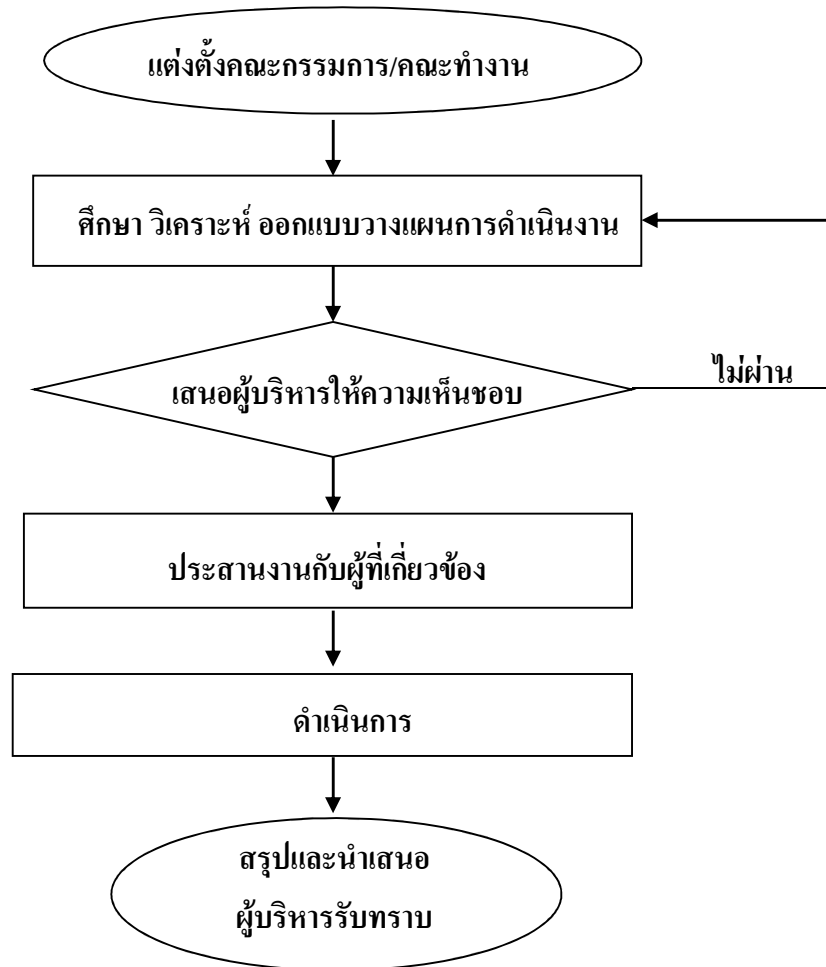 แต่งตั้งคณะกรรมการ/คณะทำงาน
ศึกษา วิเคราะห์ ออกแบบวางแผนการดำเนินงาน
ไม่ผ่าน
เสนอผู้บริหารให้ความเห็นชอบ
ประสานงานกับผู้ที่เกี่ยวข้อง
ดำเนินการ
สรุปและนำเสนอ
ผู้บริหารรับทราบ